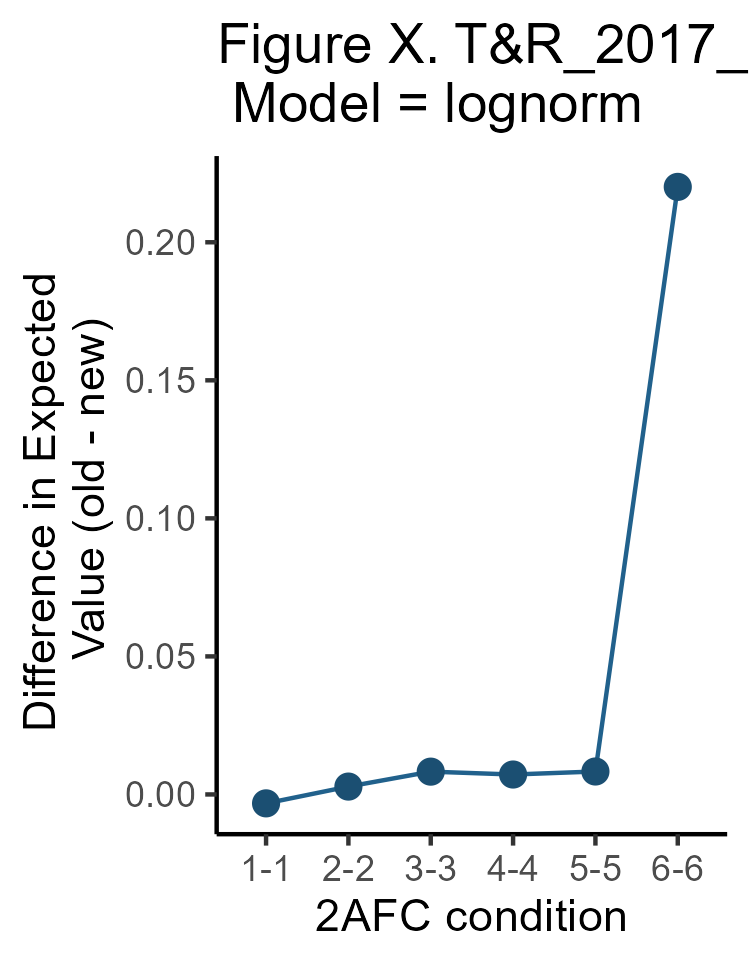 Figure X. T&R_2017_
Model = lognorm
Difference in Expected
Value (old - new)
0.20
0.15
0.10
0.05
0.00
1-1 2-2 3-3 4-4 5-5 6-6
2AFC condition